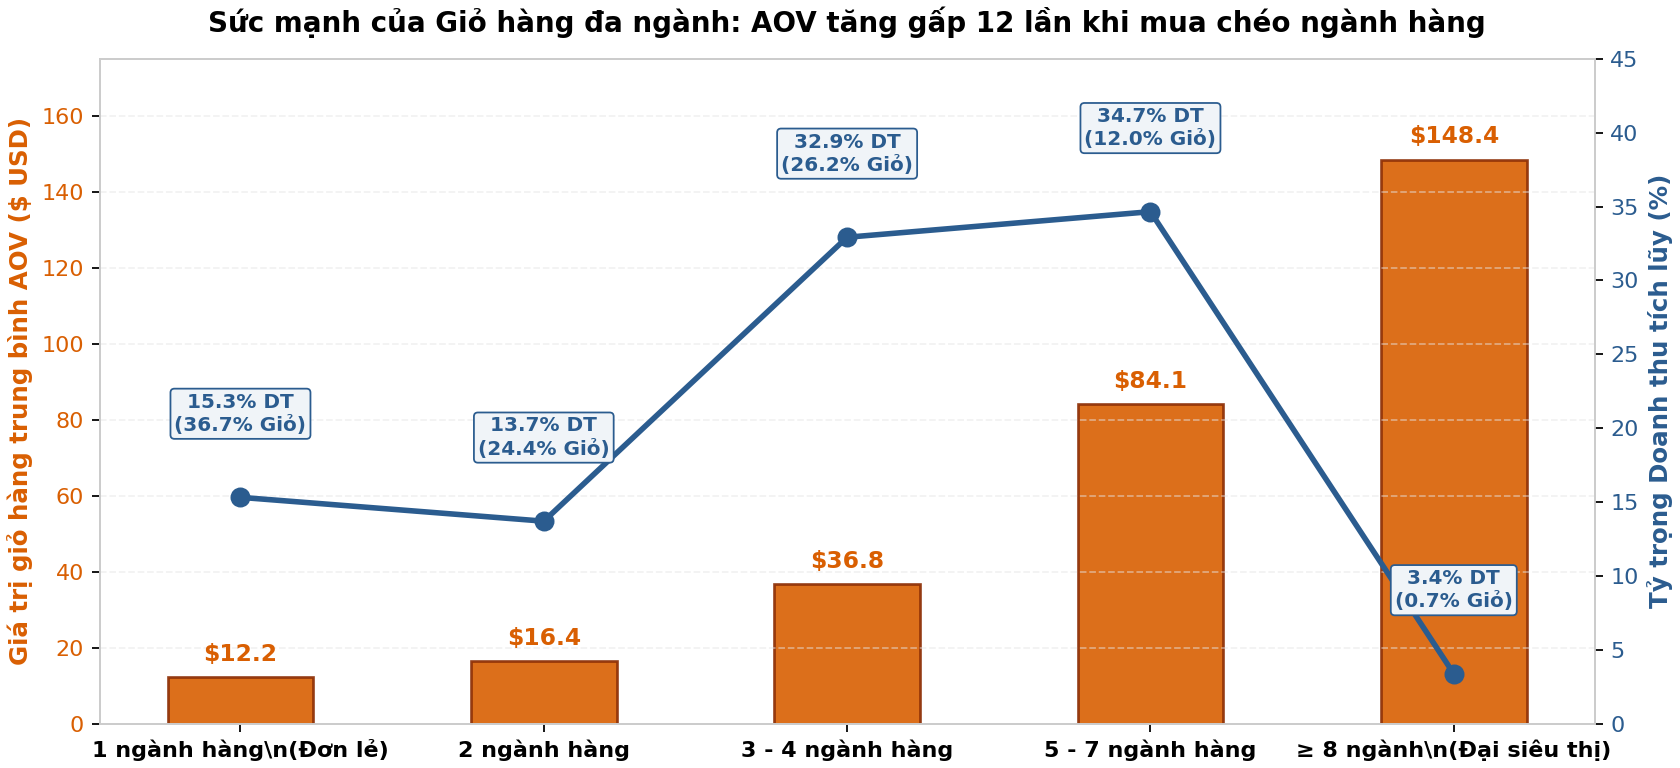 Sức mạnh của Giỏ hàng đa ngành: AOV tăng gấp 12 lần khi mua chéo ngành hàng
Giá trị giỏ hàng trung bình AOV ($ USD)
160
140
120
100
80
60
40
20
0
45
40
35
30
25
20
15
10
5
0
Tỷ trọng Doanh thu tích lũy (%)
15.3% DT
(36.7% Giỏ)
13.7% DT
(24.4% Giỏ)
32.9% DT
(26.2% Giỏ)
34.7% DT
(12.0% Giỏ)
3.4% DT
(0.7% Giỏ)
$12.2
$16.4
$36.8
$84.1
$148.4
1 ngành hàng\n(Đơn lẻ)
2 ngành hàng
3 - 4 ngành hàng
5 - 7 ngành hàng
≥ 8 ngành\n(Đại siêu thị)